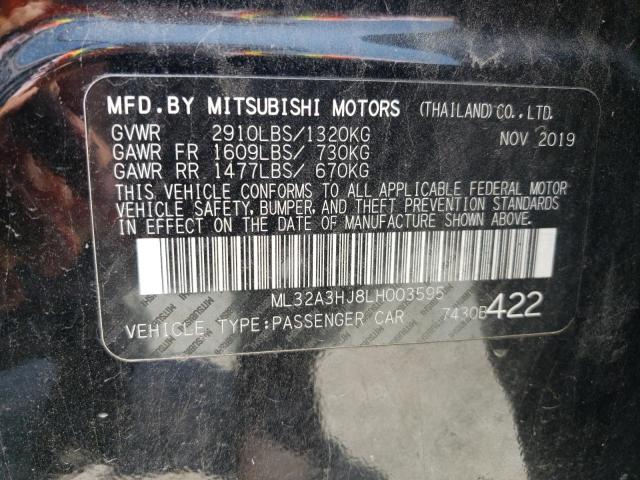 MFD.BY MITSUBISHI MOTORS (THAILAND) CO.,LTD.
GVWR 2910LBS/1320KG NOV 2019
GAWR FR 1609LBS/ 730KG
GAWR RR 1477LBS/ 670KG
THIS VEHICLE CONFORMS TO ALL APPLICABLE FEDERAL MOTOR
VEHICLE SAFETY, BUMPER, AND THEFT PREVENTION STANDARDS
IN EFFECT ON THE DATE OF MANUFACTURE SHOWN ABOVE.
ML32A3HJ8LH003595
VEHICLE TYPE:PASSENGER CAR 7430B422